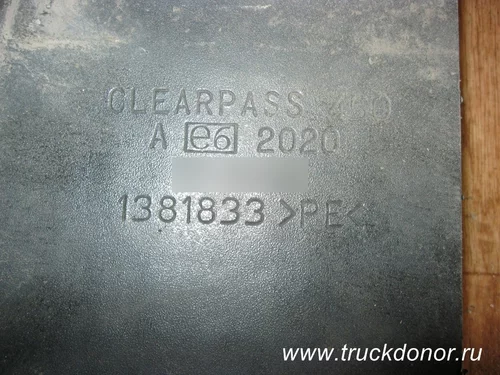 CLEARPASS
A e6 2020
1381833 >PE<
www.truckdonor.ru